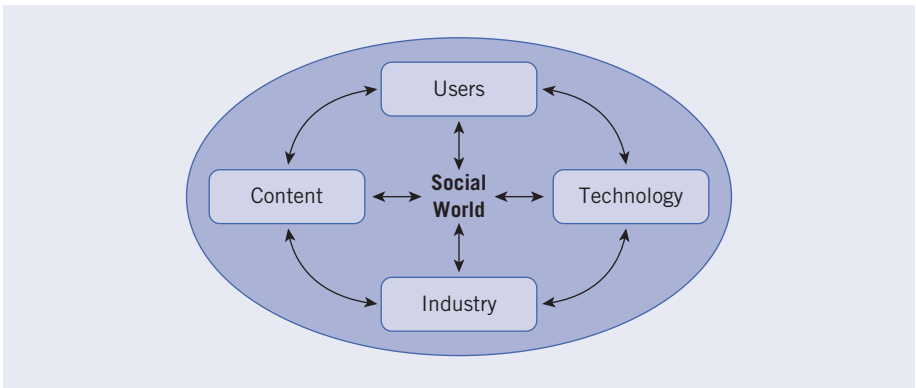 Users
Content
Social
World
Technology
Industry